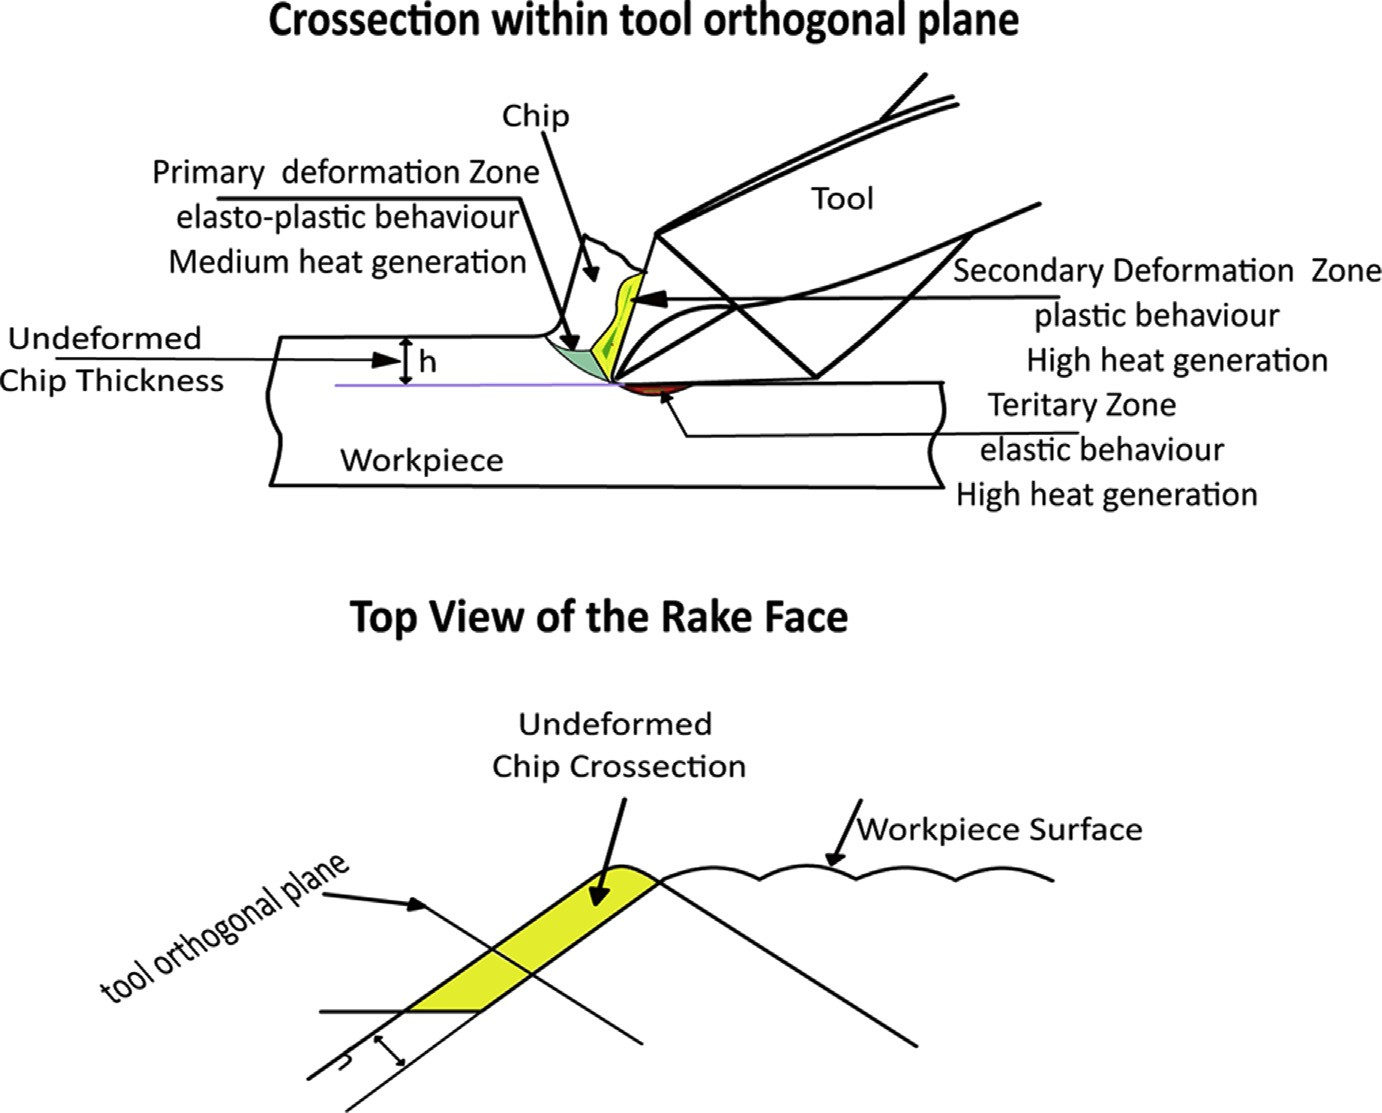 Crossection within tool orthogonal plane
Chip
Primary deformation Zone
elasto-plastic behaviour
Medium heat generation
Tool
Secondary Deformation Zone
plastic behaviour
High heat generation
Undeformed
Chip Thickness
h
Teritary Zone
elastic behaviour
High heat generation
Workpiece
Top View of the Rake Face
Undeformed
Chip Crossection
Workpiece Surface
tool orthogonal plane